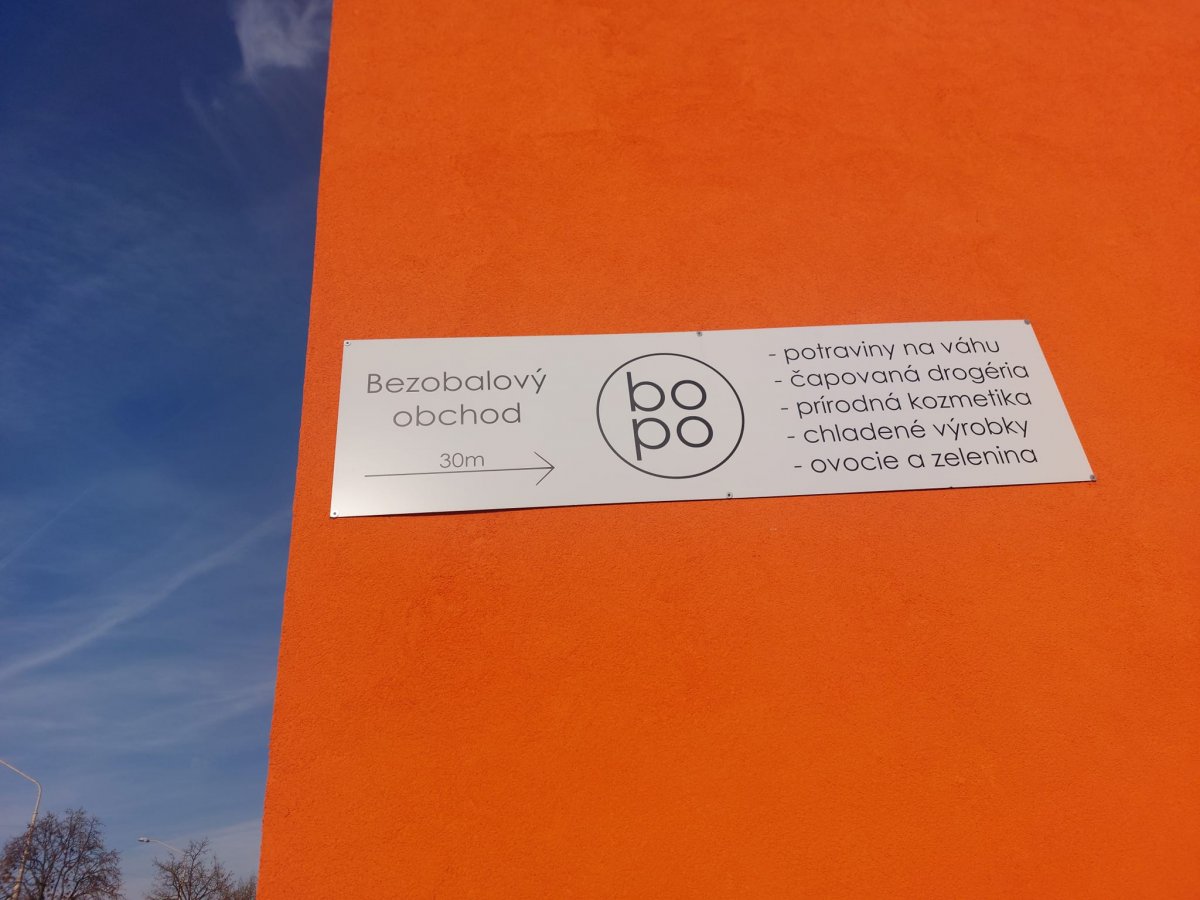 Bezobalový
obchod
30m
bo
po
- potraviny na váhu
- čapovaná drogéria
- prírodná kozmetika
- chladené výrobky
- ovocie a zelenina